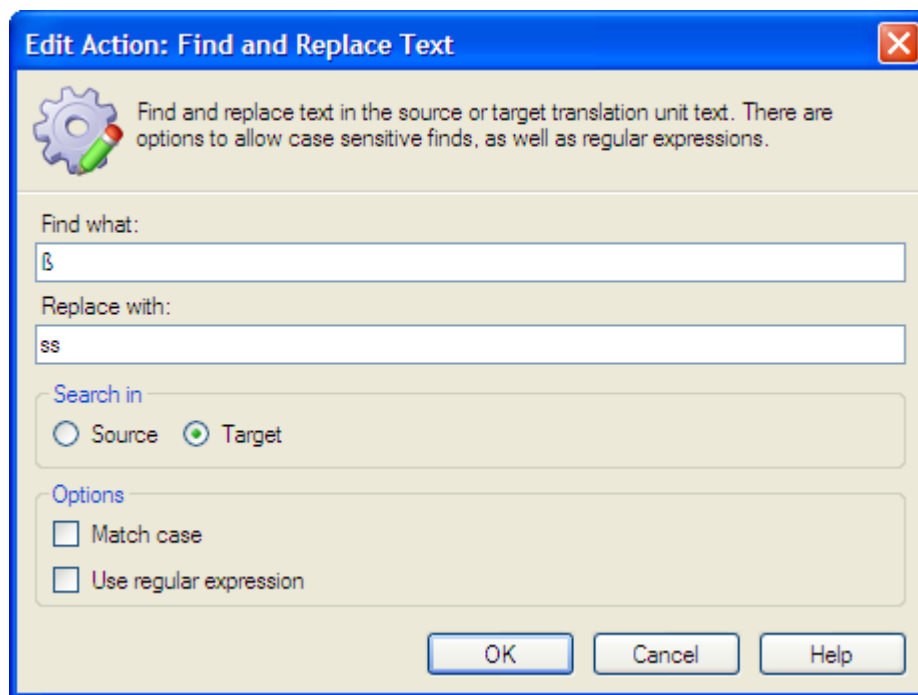 Edit Action: Find and Replace Text
Find and replace text in the source or target translation unit text. There are
options to allow case sensitive finds, as well as regular expressions.
Find what:
ß
Replace with:
ss
Search in
Source Target
Options
Match case
Use regular expression
OK Cancel Help